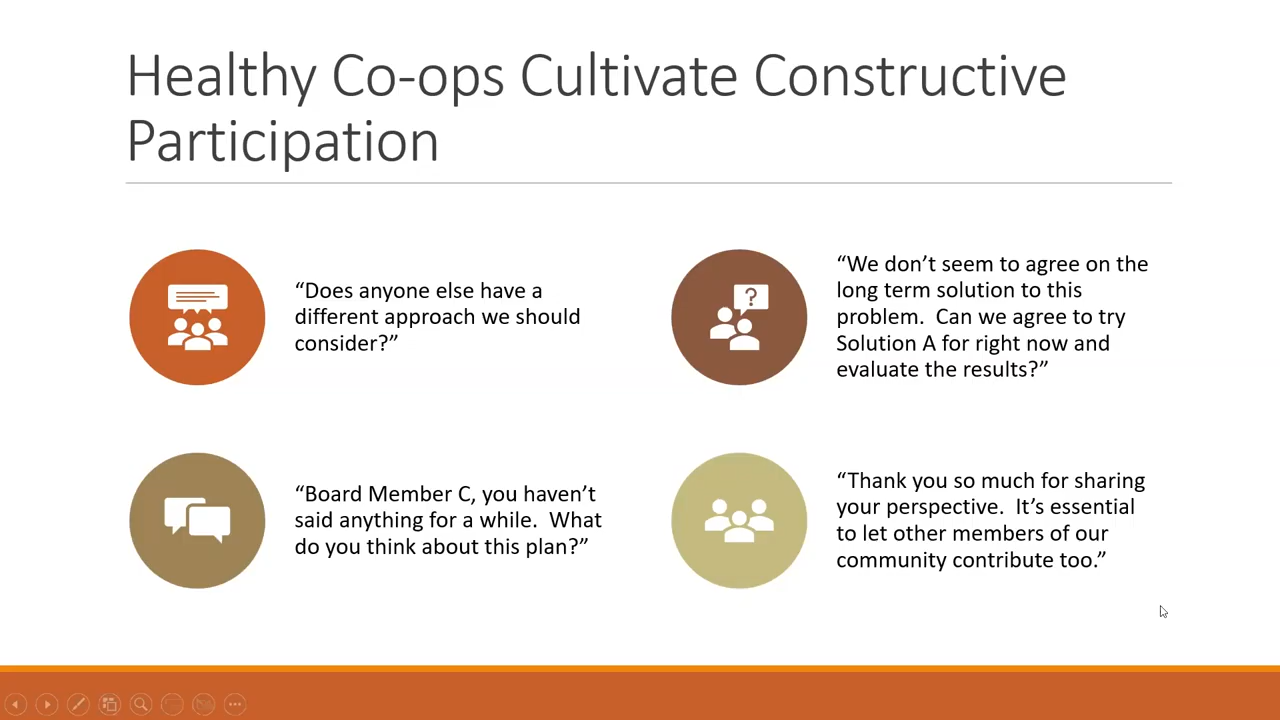 Healthy Co-ops Cultivate Constructive
Participation
“Does anyone else have a
different approach we should
consider?”
“We don’t seem to agree on the
long term solution to this
problem.  Can we agree to try
Solution A for right now and
evaluate the results?”
“Board Member C, you haven’t
said anything for a while.  What
do you think about this plan?”
“Thank you so much for sharing
your perspective.  It’s essential
to let other members of our
community contribute too.”